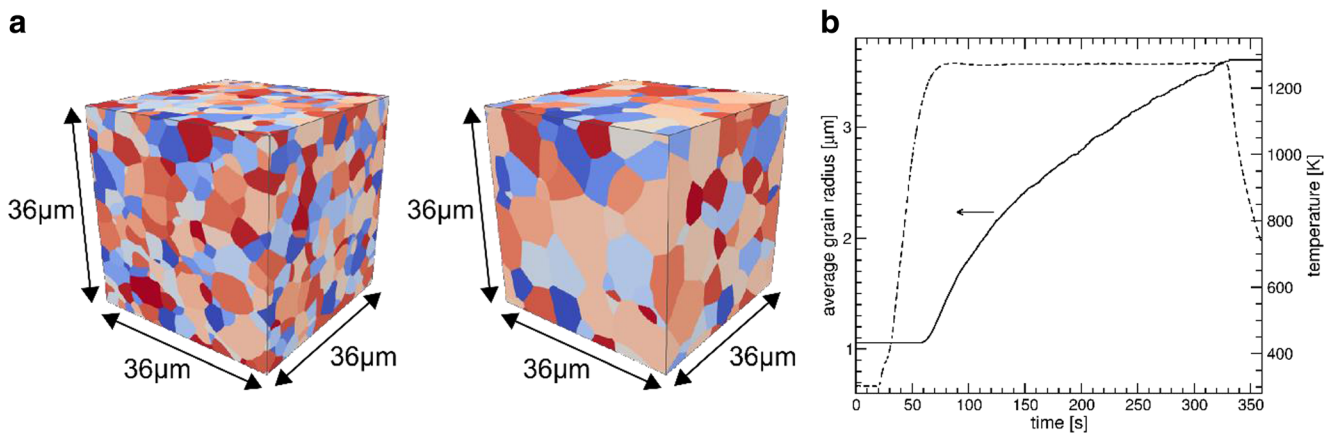 a
36μm
36μm
36μm
36μm
36μm
36μm
b
average grain radius [μm]
3
2
1
1200
1000
800
600
400
temperature [K]
0
50
100
150
200
250
300
350
time [s]